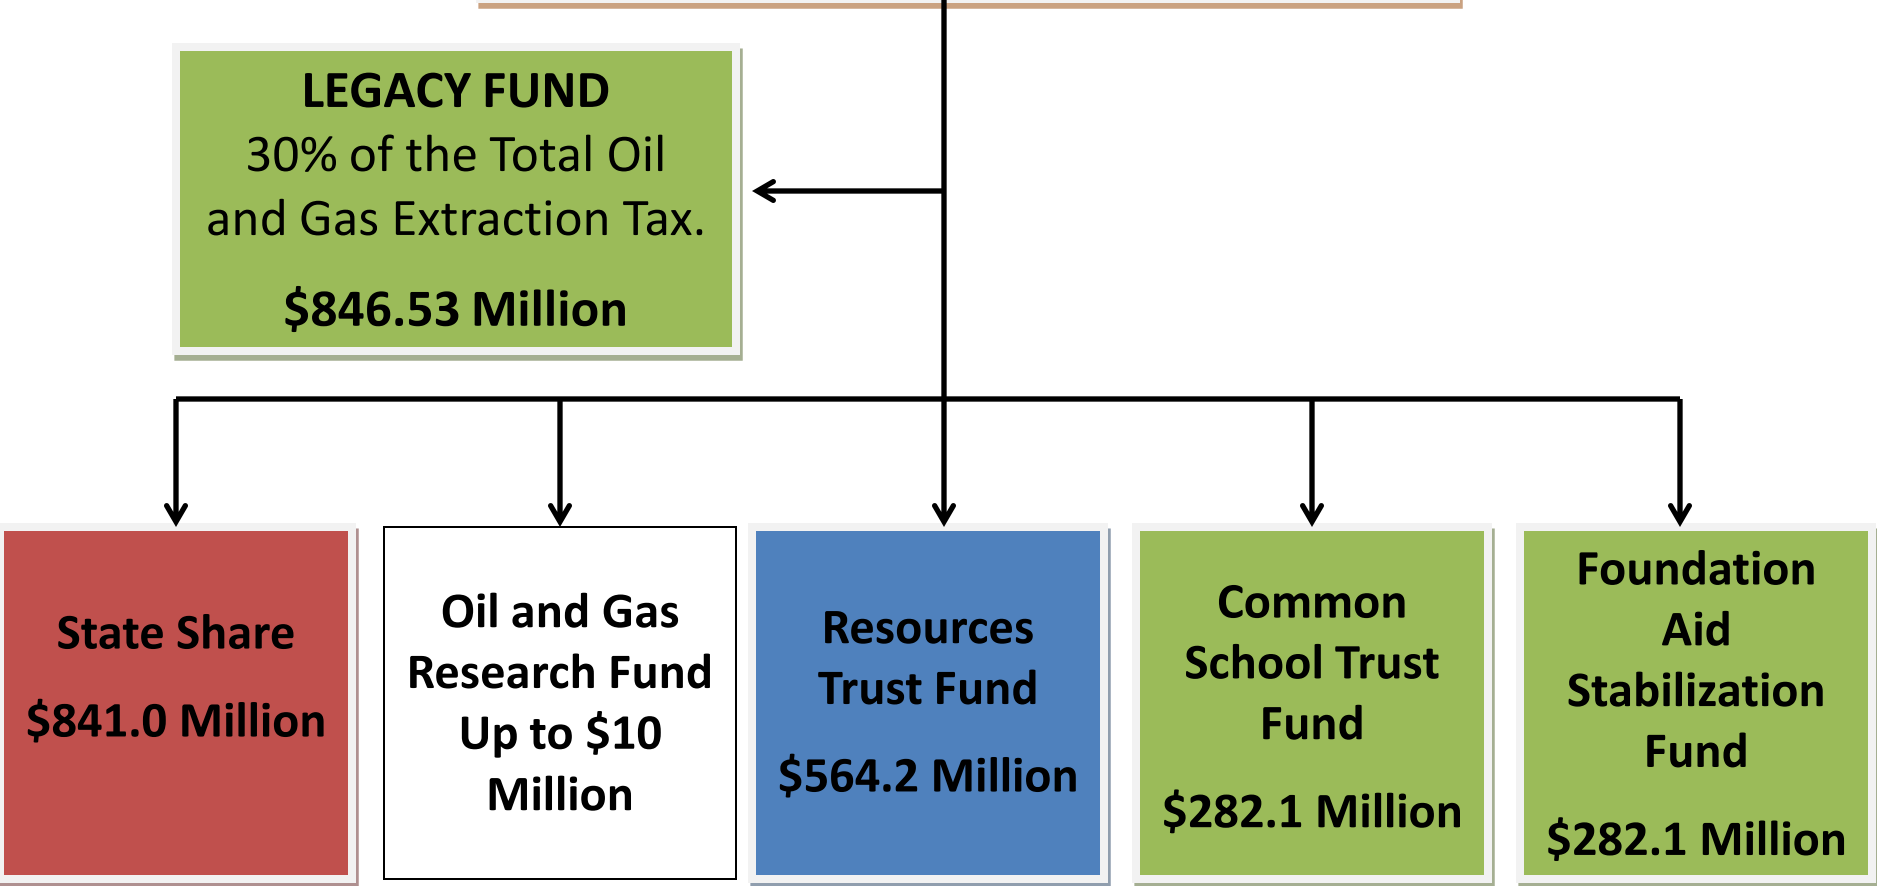 LEGACY FUND
30% of the Total Oil
and Gas Extraction Tax.
$846.53 Million
State Share
$841.0 Million
Oil and Gas
Research Fund
Up to $10
Million
Resources
Trust Fund
$564.2 Million
Common
School Trust
Fund
$282.1 Million
Foundation
Aid
Stabilization
Fund
$282.1 Million